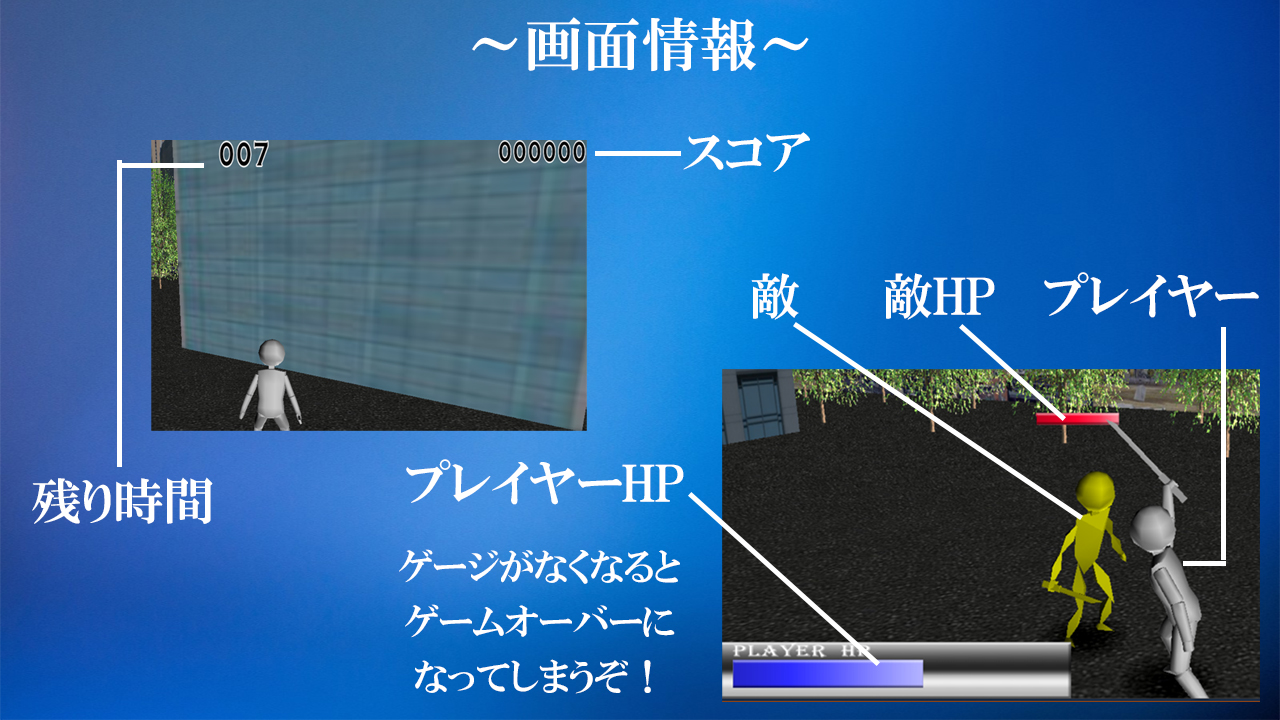 ～画面情報～
007
000000
スコア
敵
敵HP
プレイヤー
残り時間
プレイヤーHP
ゲージがなくなると
ゲームオーバーに
なってしまうぞ！
PLAYER HP